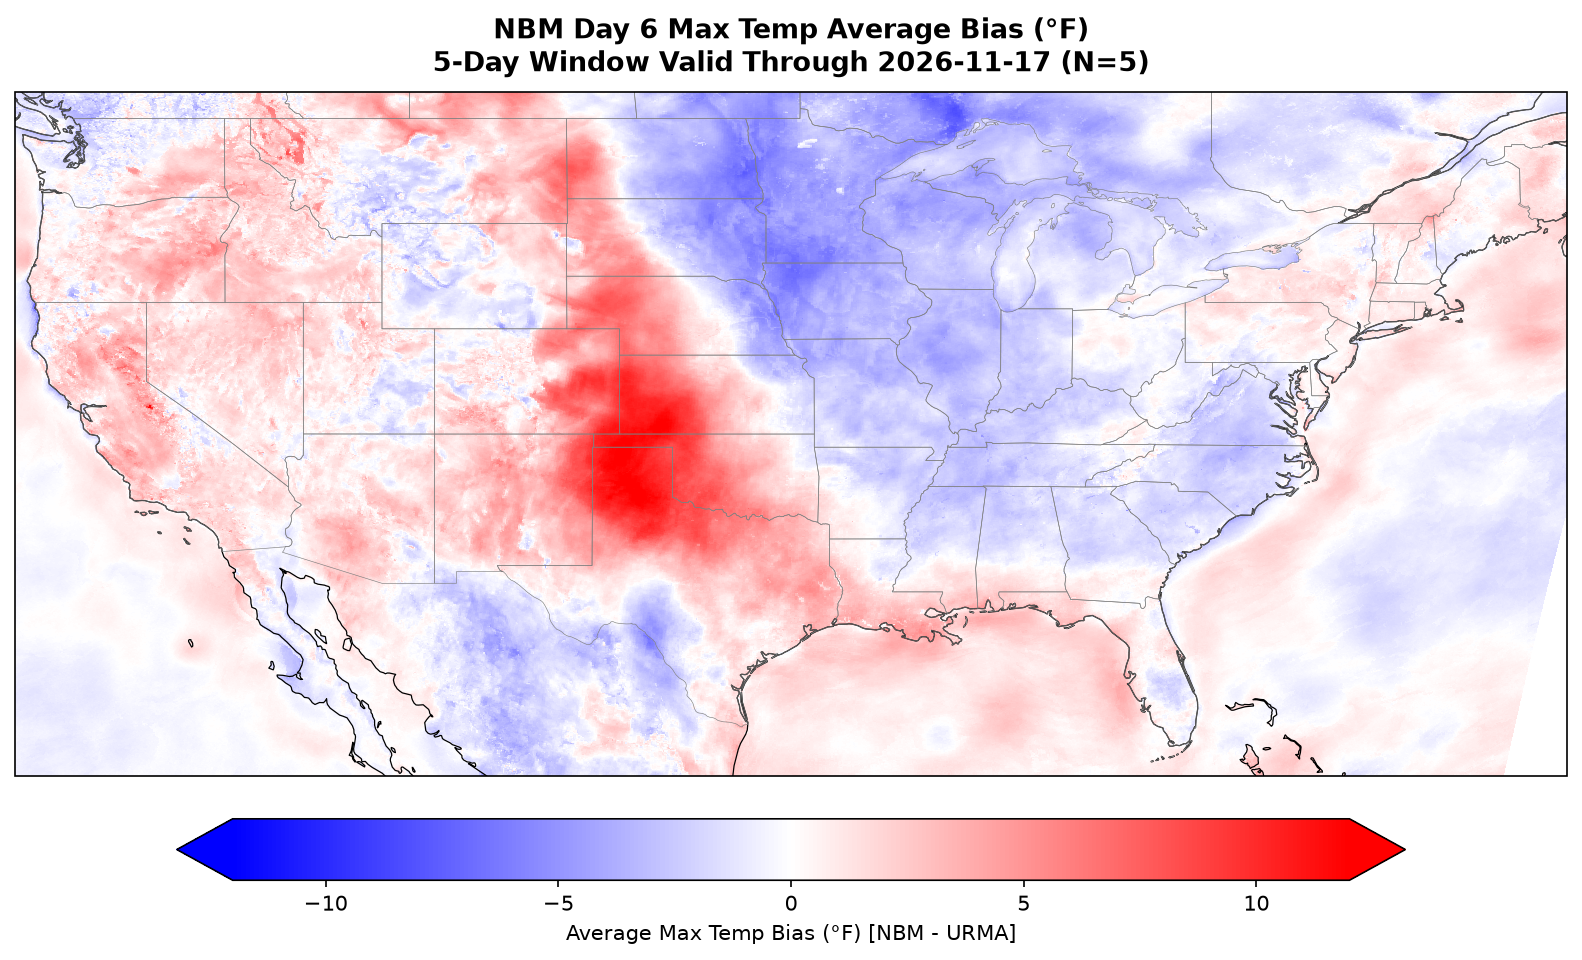 NBM Day 6 Max Temp Average Bias (°F)
5-Day Window Valid Through 2026-11-17 (N=5)
−10 −5 0 5 10
Average Max Temp Bias (°F) [NBM - URMA]